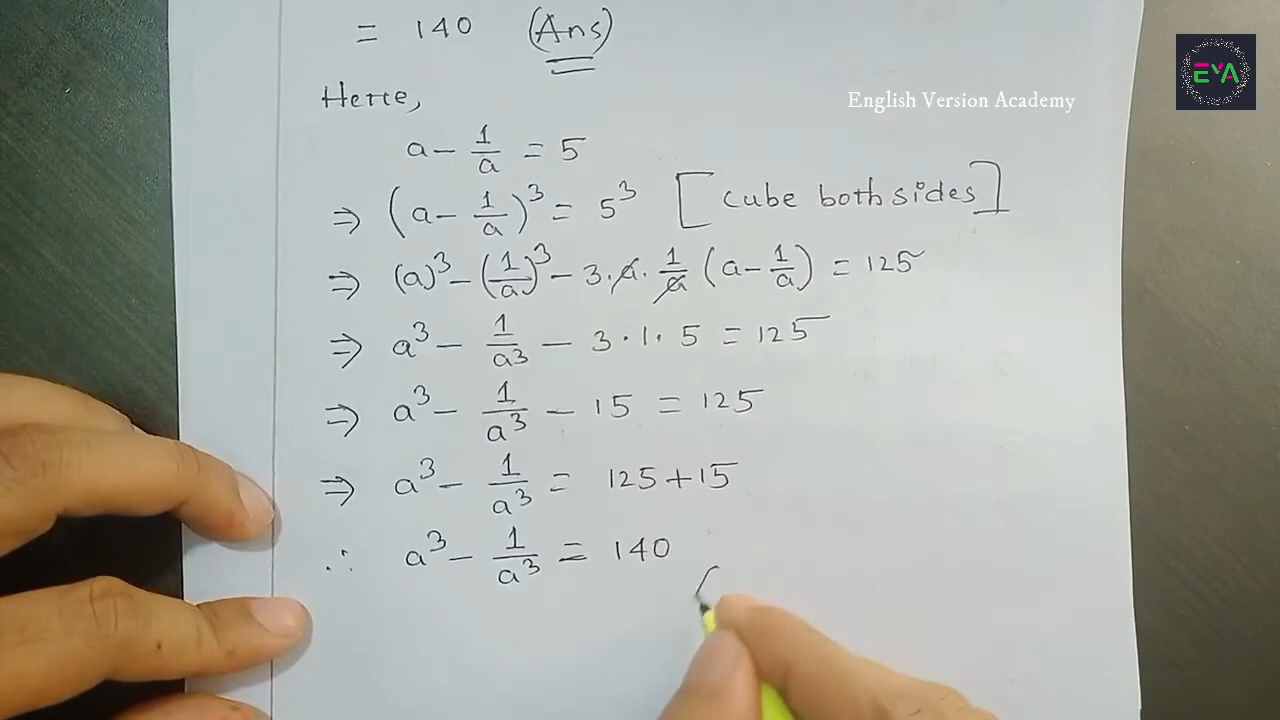 = 140 (Ans)
Here,
English Version Academy
EVA
a - 1/a = 5
⇒ (a - 1/a)³ = 5³ [cube both sides]
⇒ (a)³ - (1/a)³ - 3·a·1/a (a - 1/a) = 125
⇒ a³ - 1/a³ - 3·1·5 = 125
⇒ a³ - 1/a³ - 15 = 125
⇒ a³ - 1/a³ = 125 + 15
∴ a³ - 1/a³ = 140 (